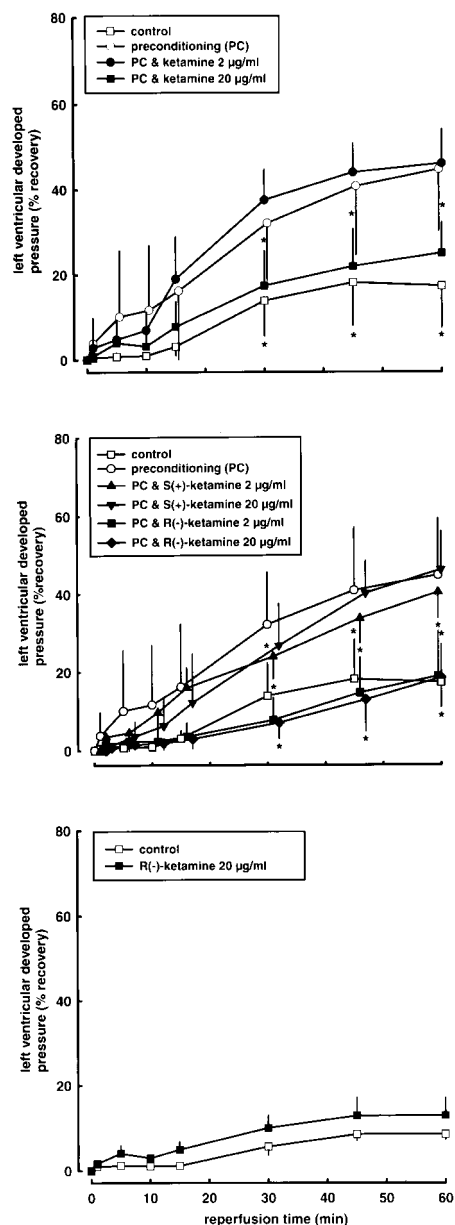 control
preconditioning (PC)
PC & ketamine 2 µg/ml
PC & ketamine 20 µg/ml
left ventricular developed
pressure (% recovery)
80
60
40
20
0
* * *
* * *
control
preconditioning (PC)
PC & S(+)-ketamine 2 µg/ml
PC & S(+)-ketamine 20 µg/ml
PC & R(-)-ketamine 2 µg/ml
PC & R(-)-ketamine 20 µg/ml
left ventricular developed
pressure (%recovery)
80
60
40
20
0
* * * *
* * *
* * *
control
R(-)-ketamine 20 µg/ml
left ventricular developed
pressure (% recovery)
80
60
40
20
0
0 10 20 30 40 50 60
reperfusion time (min)